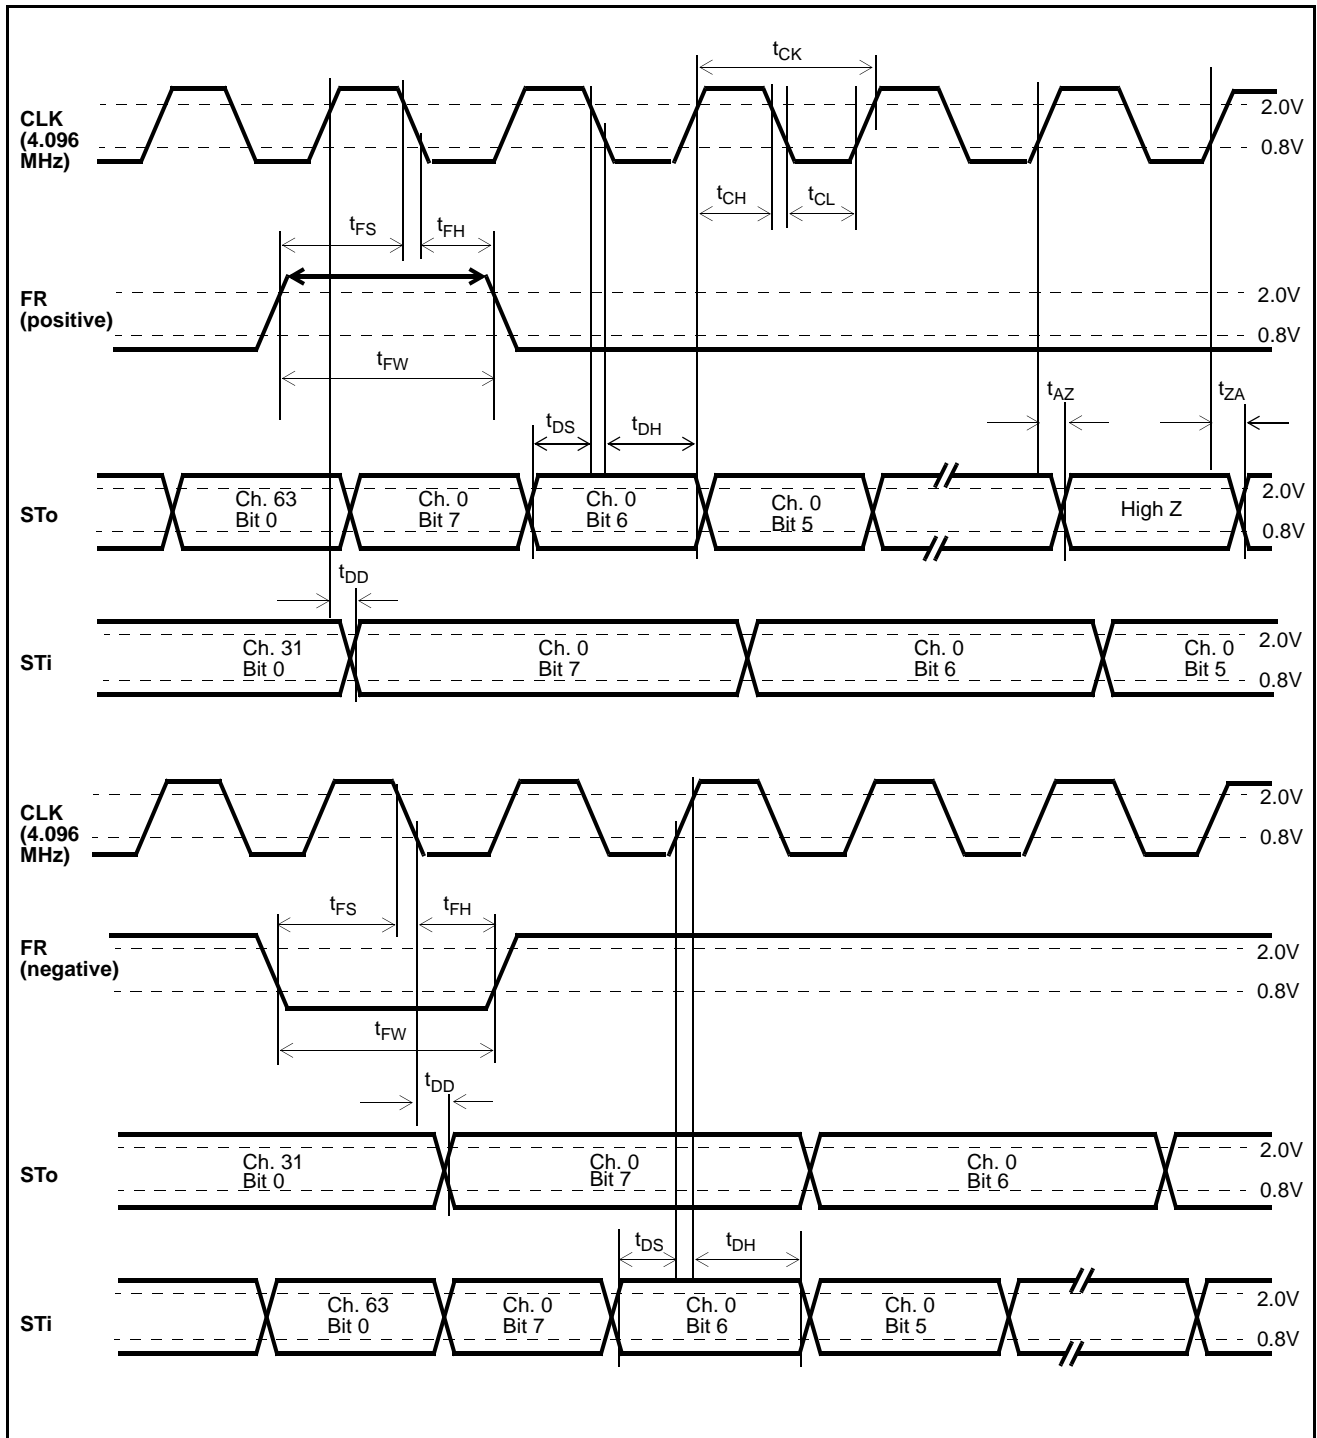 tCK
CLK
(4.096
MHz)
2.0V
0.8V
tCH
tCL
tFS
tFH
FR
(positive)
2.0V
0.8V
tFW
tAZ
tZA
tDS
tDH
STo
Ch. 63
Bit 0
Ch. 0
Bit 7
Ch. 0
Bit 6
Ch. 0
Bit 5
High Z
2.0V
0.8V
tDD
STi
Ch. 31
Bit 0
Ch. 0
Bit 7
Ch. 0
Bit 6
Ch. 0
Bit 5
2.0V
0.8V
CLK
(4.096
MHz)
2.0V
0.8V
tFS
tFH
FR
(negative)
2.0V
0.8V
tFW
tDD
STo
Ch. 31
Bit 0
Ch. 0
Bit 7
Ch. 0
Bit 6
2.0V
0.8V
tDS
tDH
STi
Ch. 63
Bit 0
Ch. 0
Bit 7
Ch. 0
Bit 6
Ch. 0
Bit 5
2.0V
0.8V